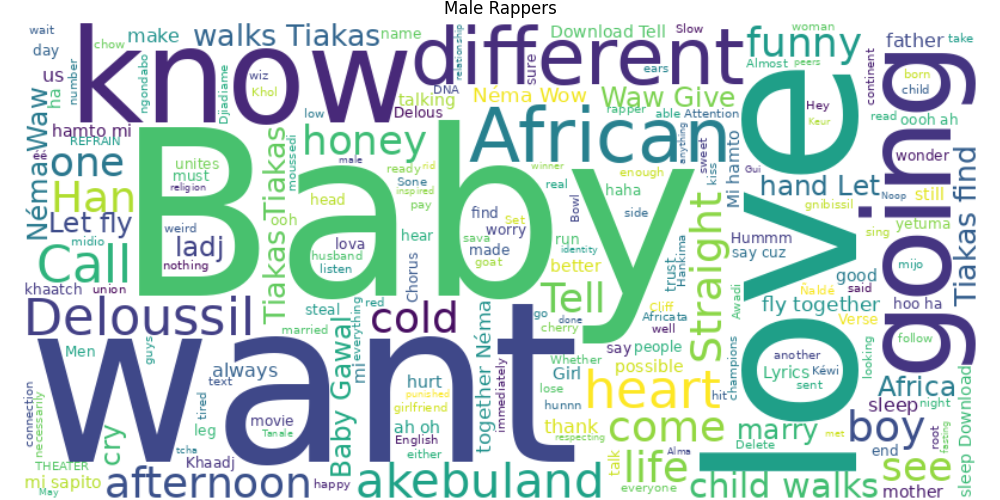 Male Rappers
wait
walks Tiakas
name
different
Download Tell
Slow
woman
Almost
peers
father
take
chow
make
day
know
relationship
sure
ears
funny
us
number
ngondabo
Djiadiame
wiz
Khol
talking
DNA
Delous
Néma Wow
Waw Give
rapper
able
Attention
Hey
Keur
continent
born
child
going
ha
Waw
low
African
anything
sweet
kiss
love
read
oooh ah
hamto mi
REFRAIN
Baby
honey
Néma
éé
one
unites
must
religion
Tiakas
moussedi
male
ready
rid
inspired
Sone
pay
winner
enough
haha
real
Bowl
side
Mi hamto
Gui
hand Let
gnibissil
wonder
Noop
still
Han
Let fly
head
ooh
find
Set
worry
straight
sing
yetuma
Tiakas find
midio
weird
ladj
nothing
Tiakas
lova
husband
listen
hear
Chorus
sava
made
goat
run
identity
better
trust
Hankima
Hummm
say cuz
good
said
mijo
Call
khaatch
union
steal
red
Tell
Cliff
Awadi
Ñaldé
fly together
Verse
hoo ha
Deloussil
married
everything
mi
cold
go
done
cherry
Africata
well
follow
Men
guys
want
Whether
say
people
champions
another
Lyrics
Kéwi
sent
looking
always
text
Baby Gawal
hurt
girlfriend
punished
together Néma
immediately
lose
Girl
possible
heart
hit
Africa
sleep
night
connection
necessarily
cry
tired
leg
movie
Tanale
ah oh
English
either
hunnn
thank
respecting
come
Delete
marry
met
boy
end
root
fasting
sleep Download
THEATER
mi sapito
May
tcha
Khaadj
afternoon
happy
akebuland
talk
everyone
life
Alma
child walks
see
mother